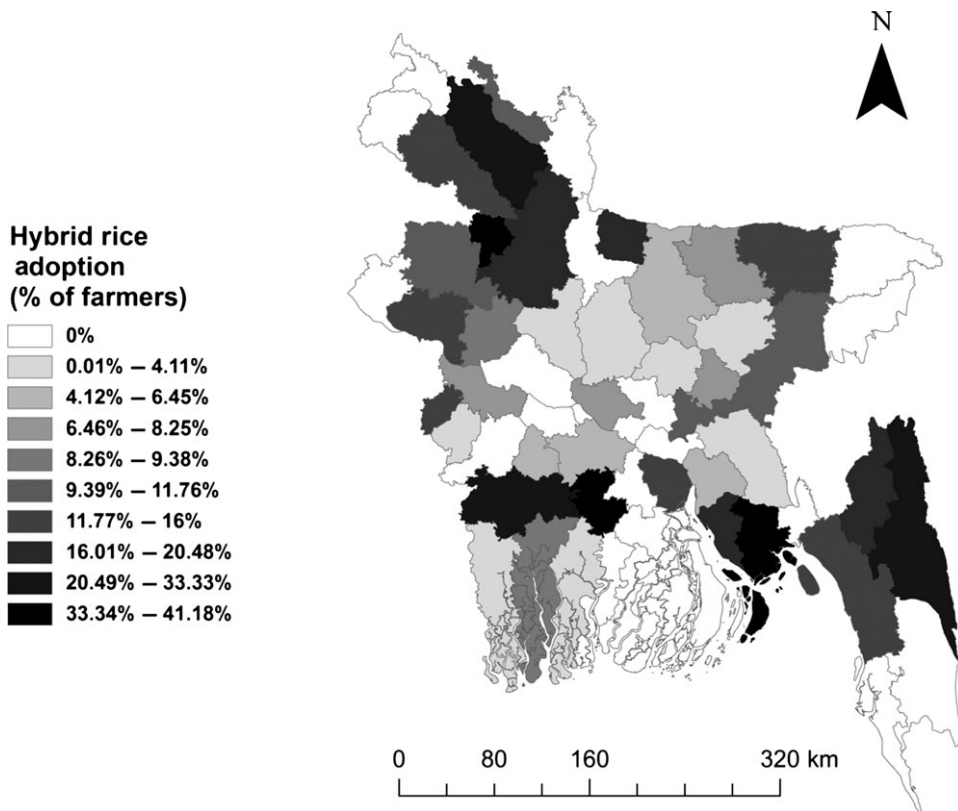 N
Hybrid rice
adoption
(% of farmers)
0%
0.01% — 4.11%
4.12% — 6.45%
6.46% — 8.25%
8.26% — 9.38%
9.39% — 11.76%
11.77% — 16%
16.01% — 20.48%
20.49% — 33.33%
33.34% — 41.18%
0 80 160 320 km